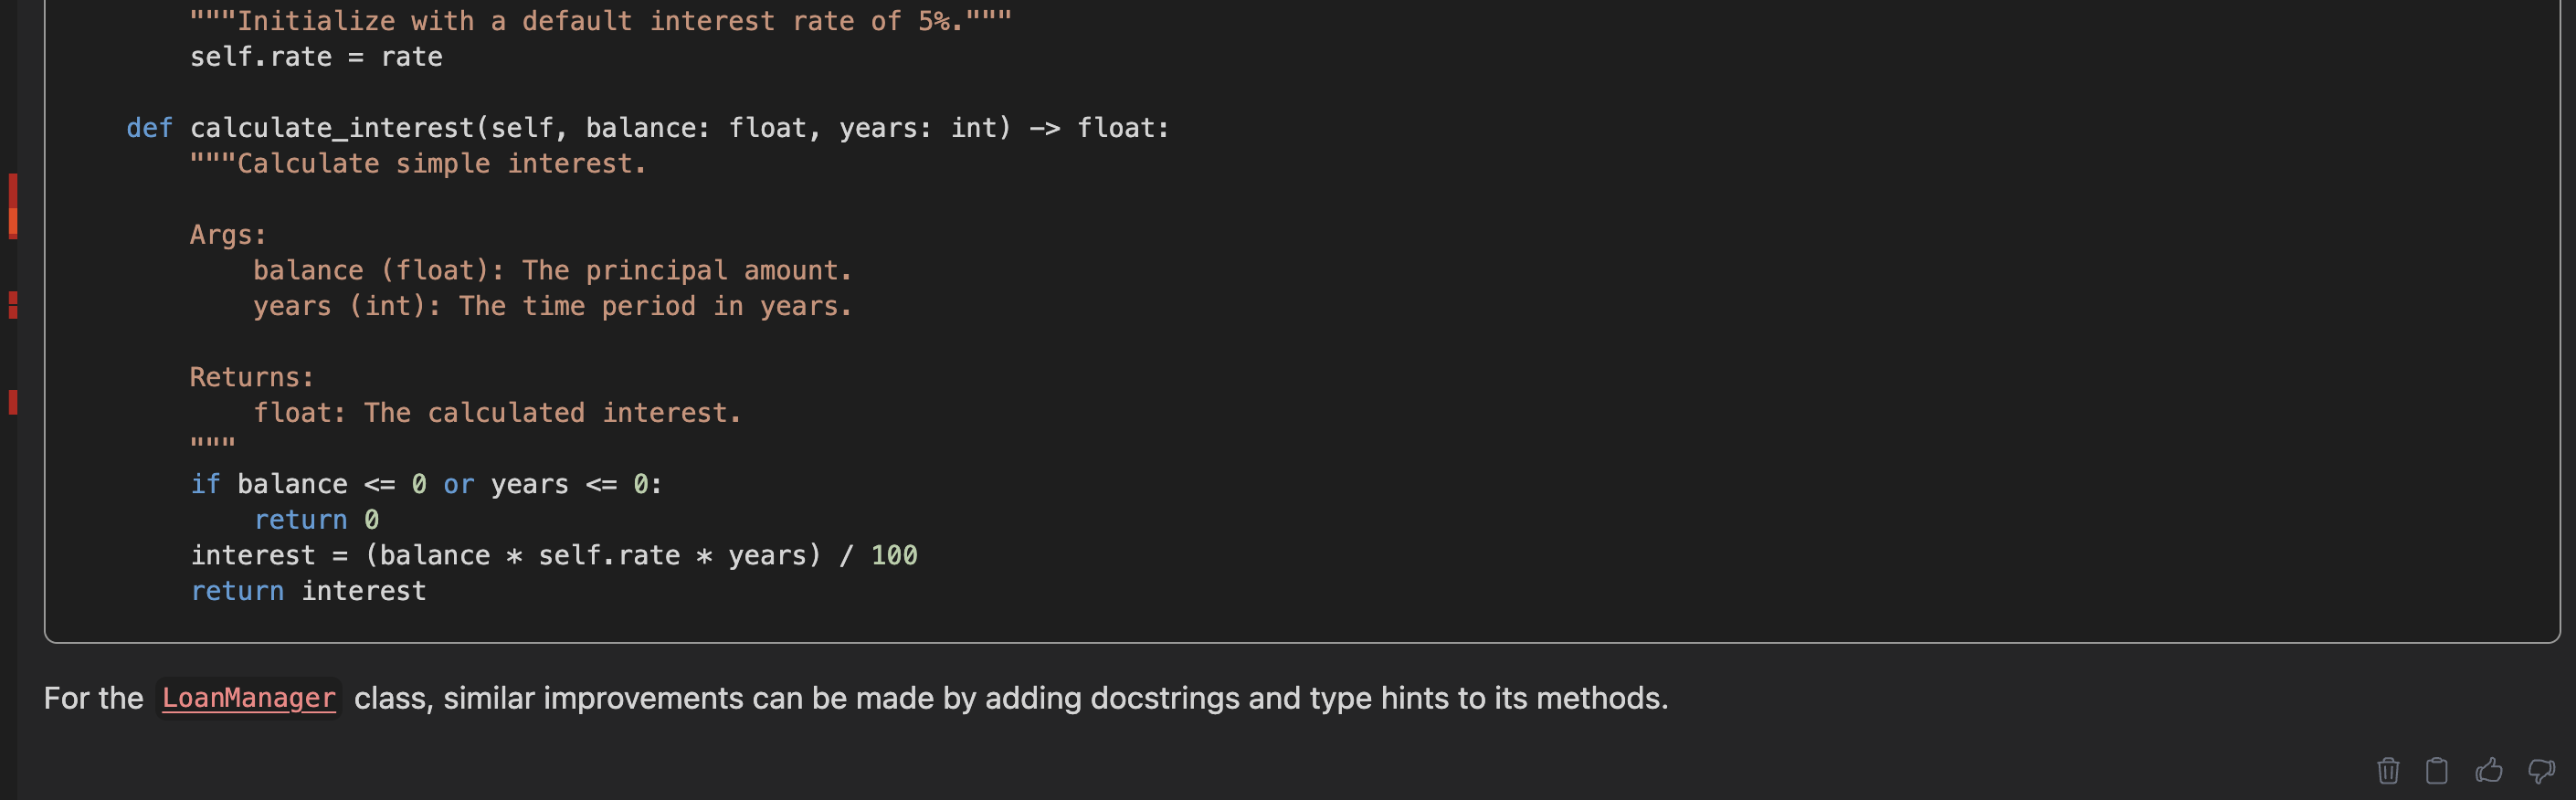 """Initialize with a default interest rate of 5%."""
self.rate = rate
def calculate_interest(self, balance: float, years: int) -> float:
"""Calculate simple interest.
Args:
balance (float): The principal amount.
years (int): The time period in years.
Returns:
float: The calculated interest.
"""
if balance <= 0 or years <= 0:
return 0
interest = (balance * self.rate * years) / 100
return interest
For the LoanManager class, similar improvements can be made by adding docstrings and type hints to its methods.